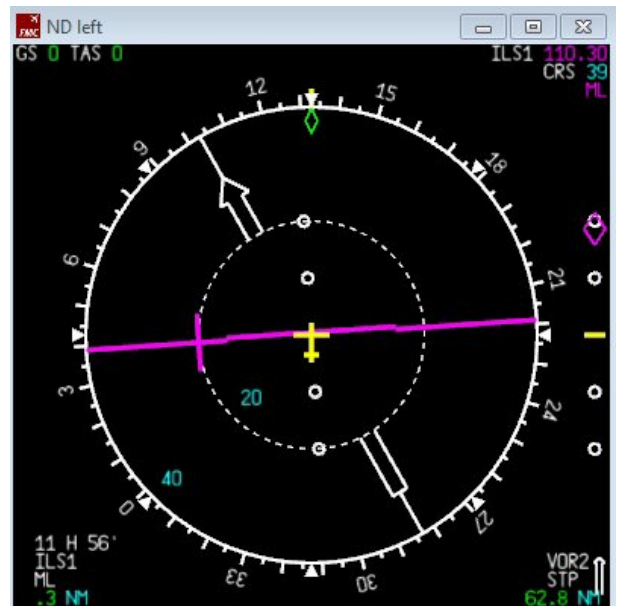 FNBC ND left
GS 0 TAS 0
ILS1 110.30
CRS 39
ML
12
15
9
18
6
21
3
24
0
27
33
30
20
40
11 H 56'
ILS1
ML
.3 NM
VOR2
STP
62.8 NM